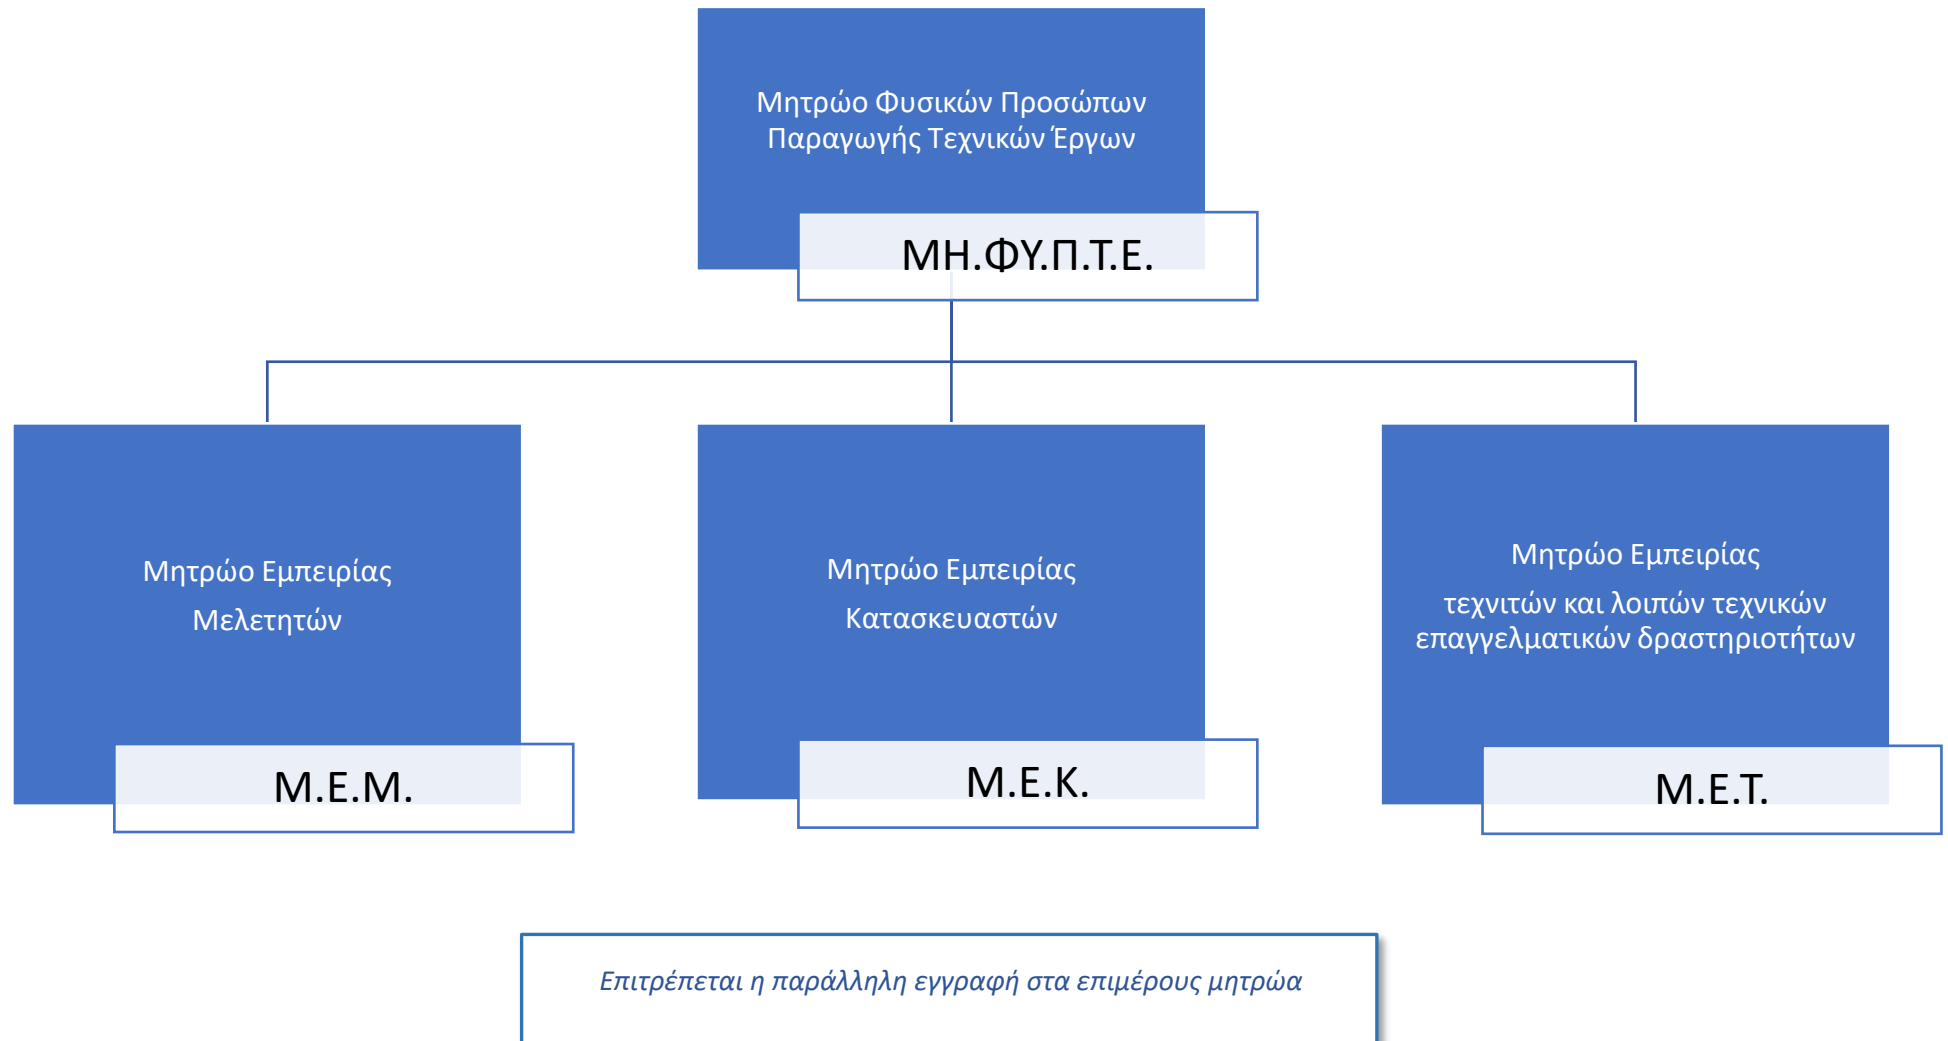 Μητρώο Φυσικών Προσώπων
Παραγωγής Τεχνικών Έργων
ΜΗ.ΦΥ.Π.Τ.Ε.
Μητρώο Εμπειρίας
Μελετητών
Μ.Ε.Μ.
Μητρώο Εμπειρίας
Κατασκευαστών
Μ.Ε.Κ.
Μητρώο Εμπειρίας
τεχνιτών και λοιπών τεχνικών
επαγγελματικών δραστηριοτήτων
Μ.Ε.Τ.
Επιτρέπεται η παράλληλη εγγραφή στα επιμέρους μητρώα